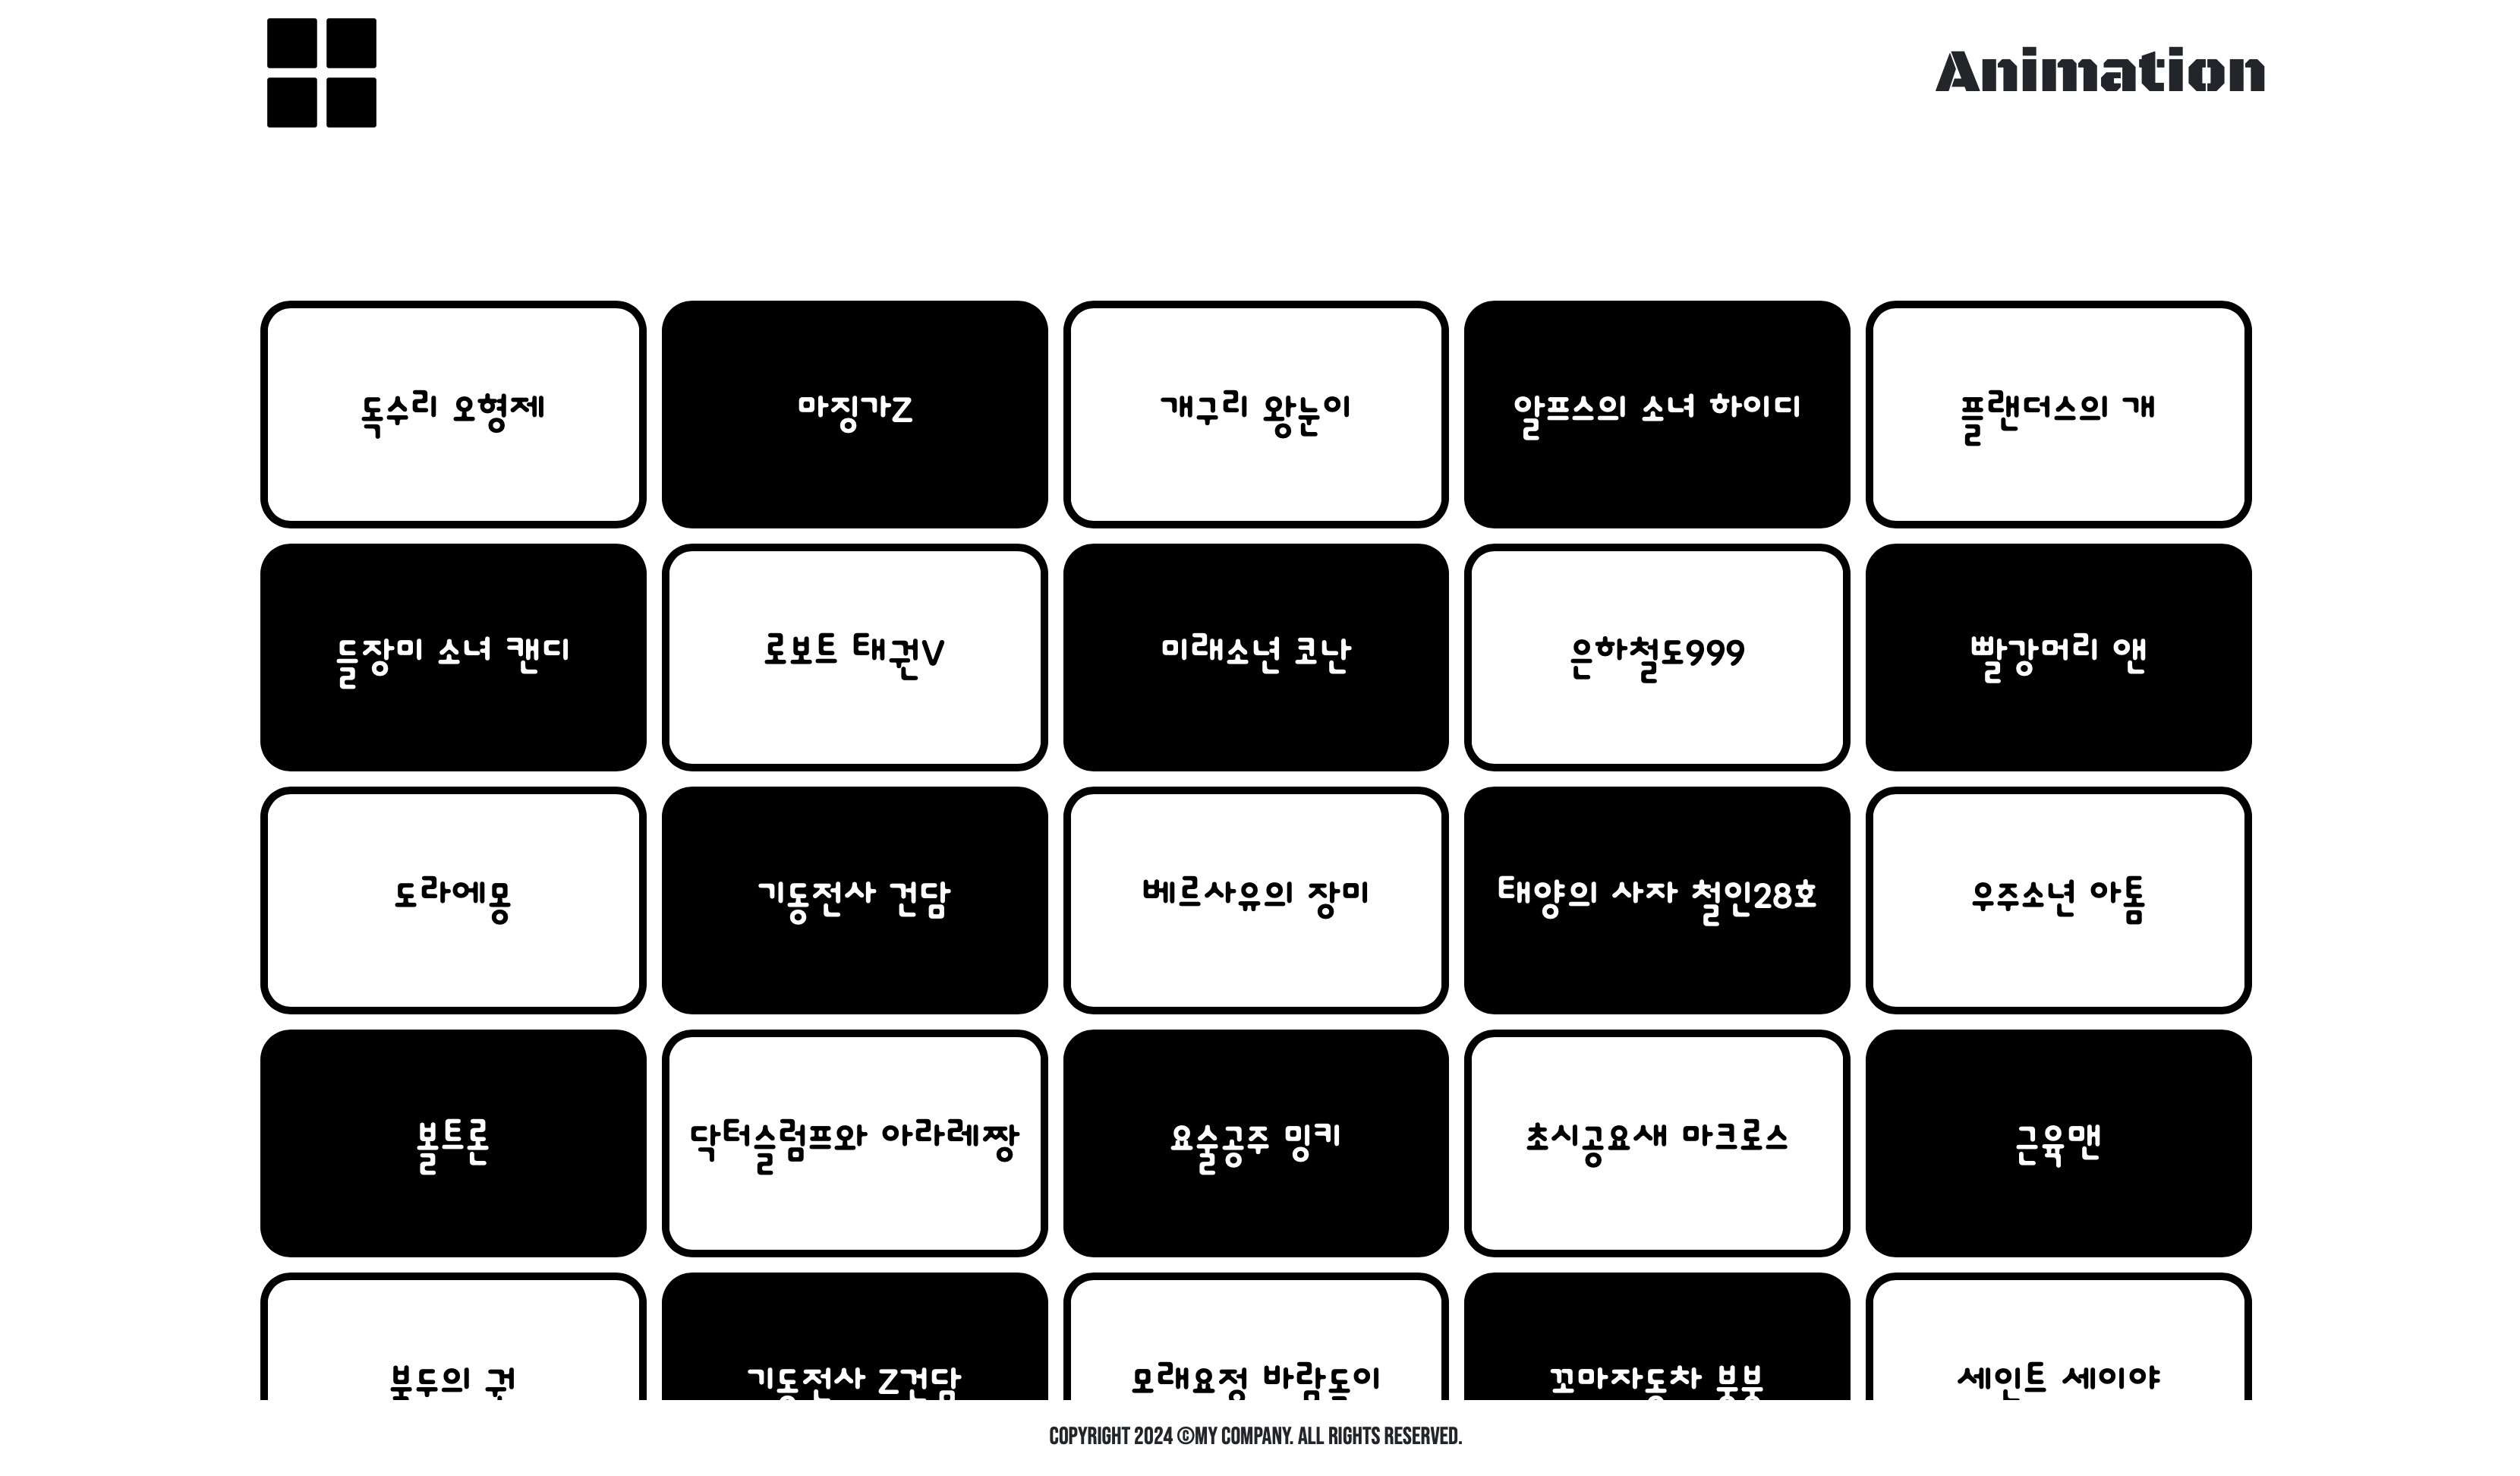 Animation
독수리 오형제
마징가Z
개구리 왕눈이
알프스의 소녀 하이디
플랜더스의 개
들장미 소녀 캔디
로보트 태권V
미래소년 코난
은하철도999
빨강머리 앤
도라에몽
기동전사 건담
베르사유의 장미
태양의 사자 철인28호
우주소년 아톰
볼트론
닥터슬럼프와 아라레짱
요술공주 밍키
초시공요새 마크로스
근육맨
북두의 권
기동전사 Z건담
모래요정 바람돌이
꼬마자동차 붕붕
세인트 세이야
COPYRIGHT 2024 ©MY COMPANY. ALL RIGHTS RESERVED.